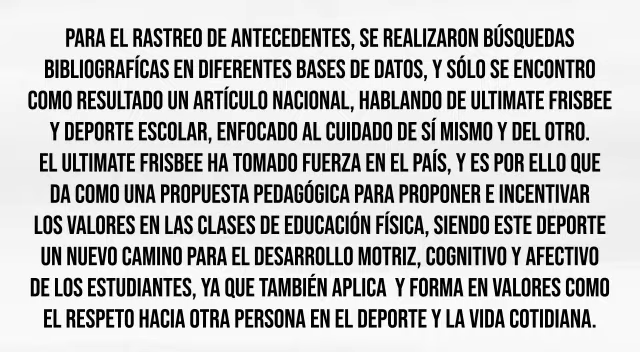 PARA EL RASTREO DE ANTECEDENTES, SE REALIZARON BÚSQUEDAS
BIBLIOGRAFÍCAS EN DIFERENTES BASES DE DATOS, Y SÓLO SE ENCONTRO
COMO RESULTADO UN ARTÍCULO NACIONAL, HABLANDO DE ULTIMATE FRISBEE
Y DEPORTE ESCOLAR, ENFOCADO AL CUIDADO DE SÍ MISMO Y DEL OTRO.
EL ULTIMATE FRISBEE HA TOMADO FUERZA EN EL PAÍS, Y ES POR ELLO QUE
DA COMO UNA PROPUESTA PEDAGÓGICA PARA PROPONER E INCENTIVAR
LOS VALORES EN LAS CLASES DE EDUCACIÓN FÍSICA, SIENDO ESTE DEPORTE
UN NUEVO CAMINO PARA EL DESARROLLO MOTRIZ, COGNITIVO Y AFECTIVO
DE LOS ESTUDIANTES, YA QUE TAMBIÉN APLICA  Y FORMA EN VALORES COMO
EL RESPETO HACIA OTRA PERSONA EN EL DEPORTE Y LA VIDA COTIDIANA.